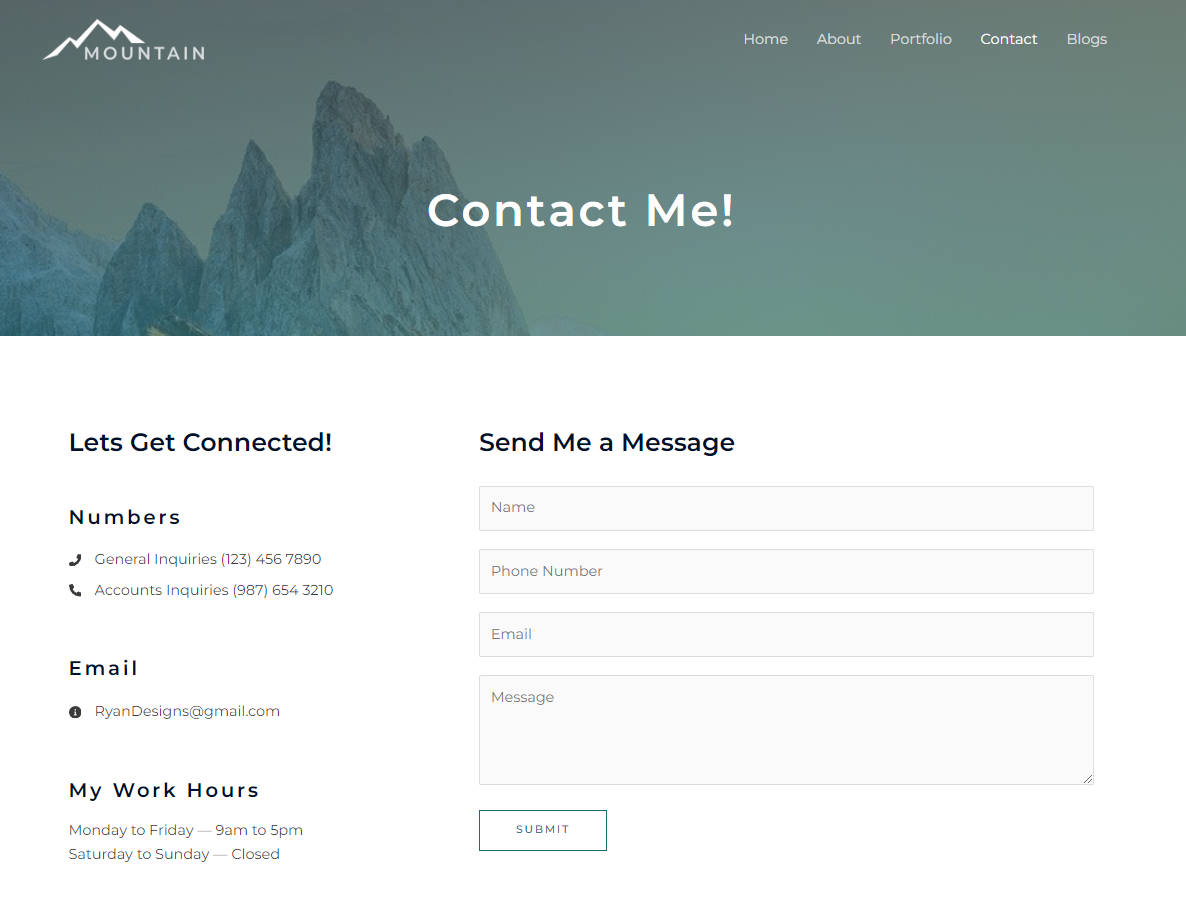 MOUNTAIN
Home About Portfolio Contact Blogs
Contact Me!
Lets Get Connected!
Numbers
General Inquiries (123) 456 7890
Accounts Inquiries (987) 654 3210
Email
RyanDesigns@gmail.com
My Work Hours
Monday to Friday — 9am to 5pm
Saturday to Sunday — Closed
Send Me a Message
Name
Phone Number
Email
Message
SUBMIT